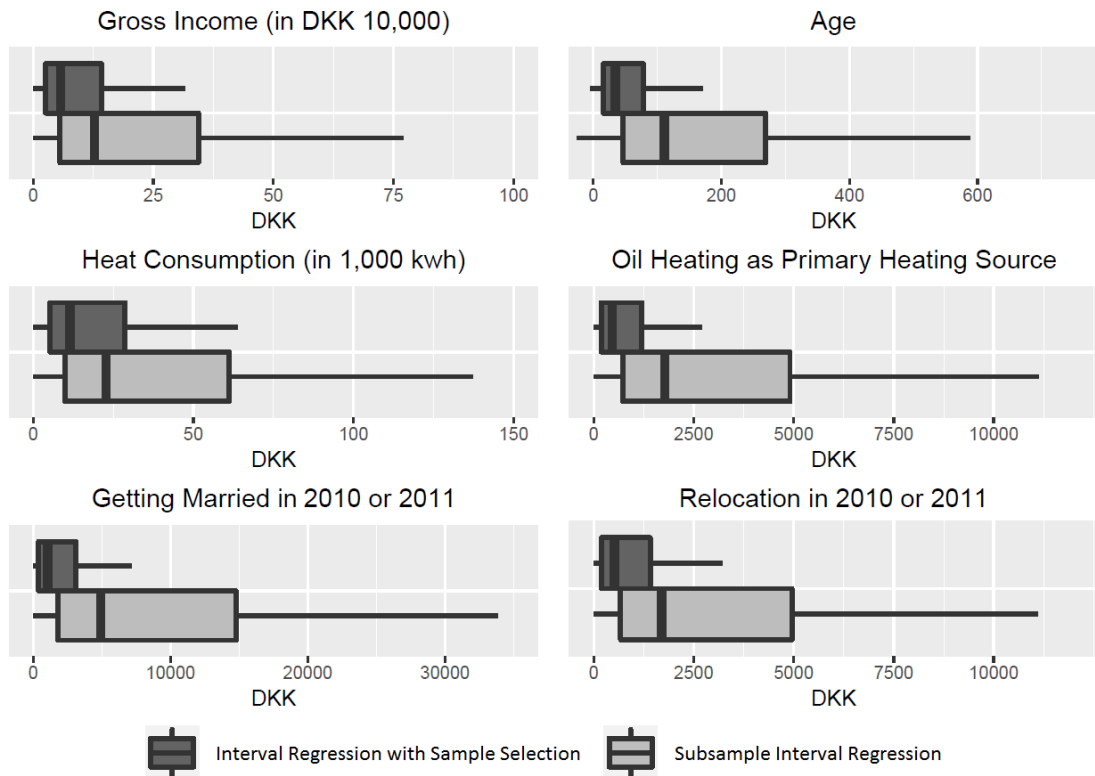 Gross Income (in DKK 10,000)
0 25 50 75 100
DKK
Age
0 200 400 600
DKK
Heat Consumption (in 1,000 kwh)
0 50 100 150
DKK
Oil Heating as Primary Heating Source
0 2500 5000 7500 10000
DKK
Getting Married in 2010 or 2011
0 10000 20000 30000
DKK
Relocation in 2010 or 2011
0 2500 5000 7500 10000
DKK
Interval Regression with Sample Selection
Subsample Interval Regression